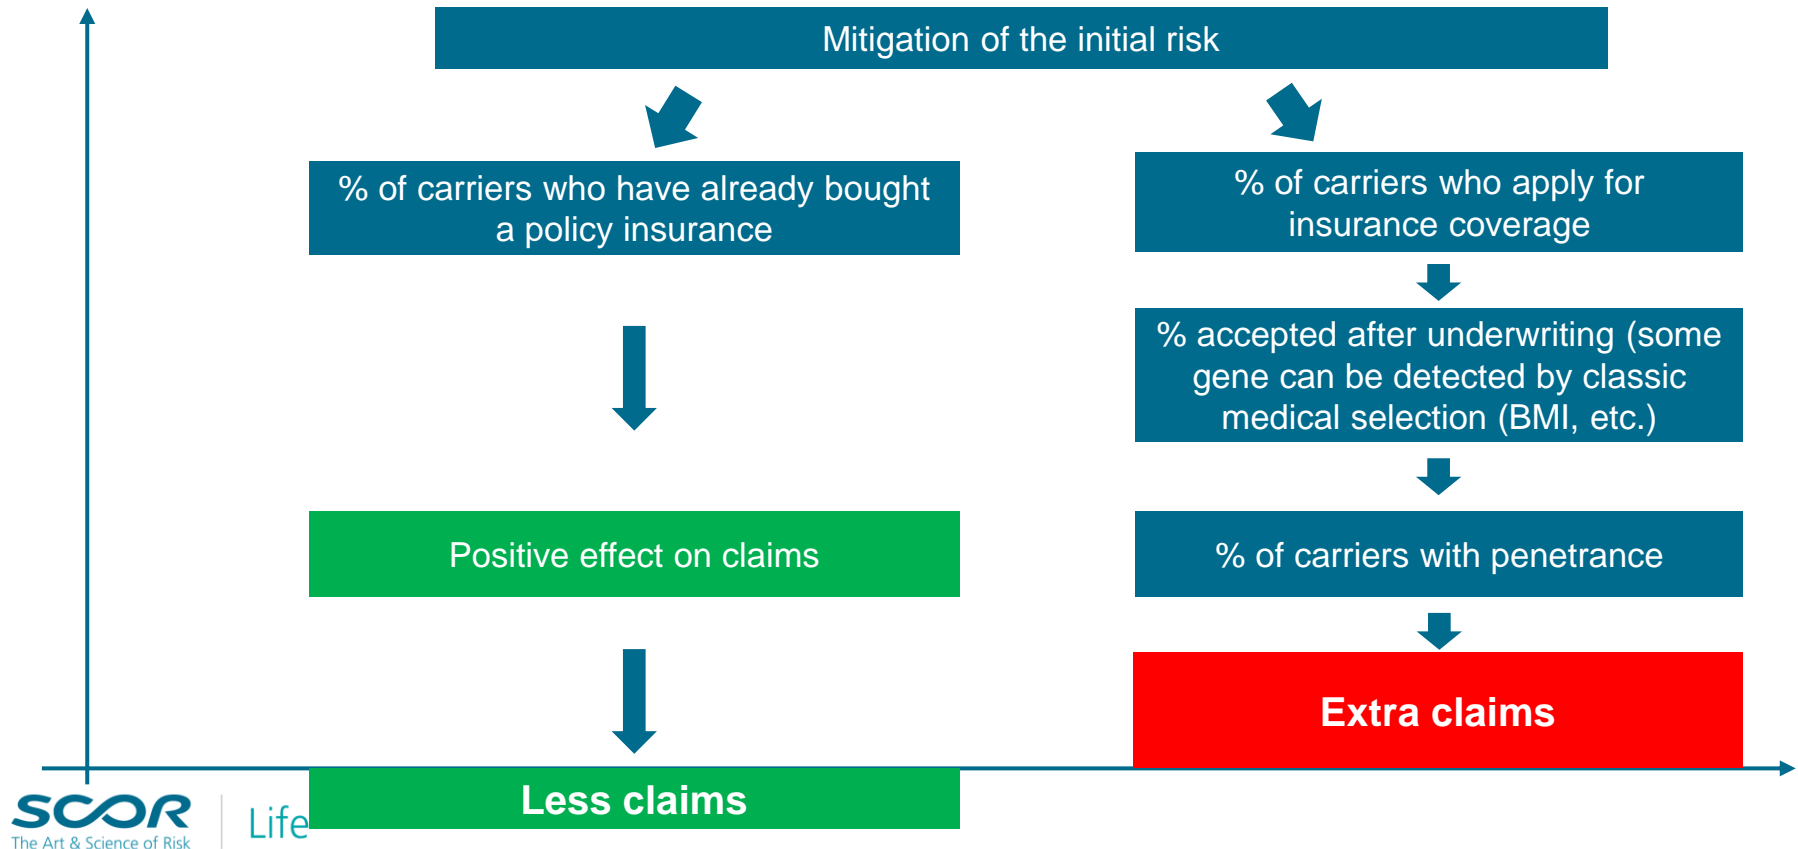 Mitigation of the initial risk
% of carriers who have already bought
a policy insurance
% of carriers who apply for
insurance coverage
% accepted after underwriting (some
gene can be detected by classic
medical selection (BMI, etc.)
Positive effect on claims
% of carriers with penetrance
Extra claims
Less claims
SCOR
The Art & Science of Risk
Life